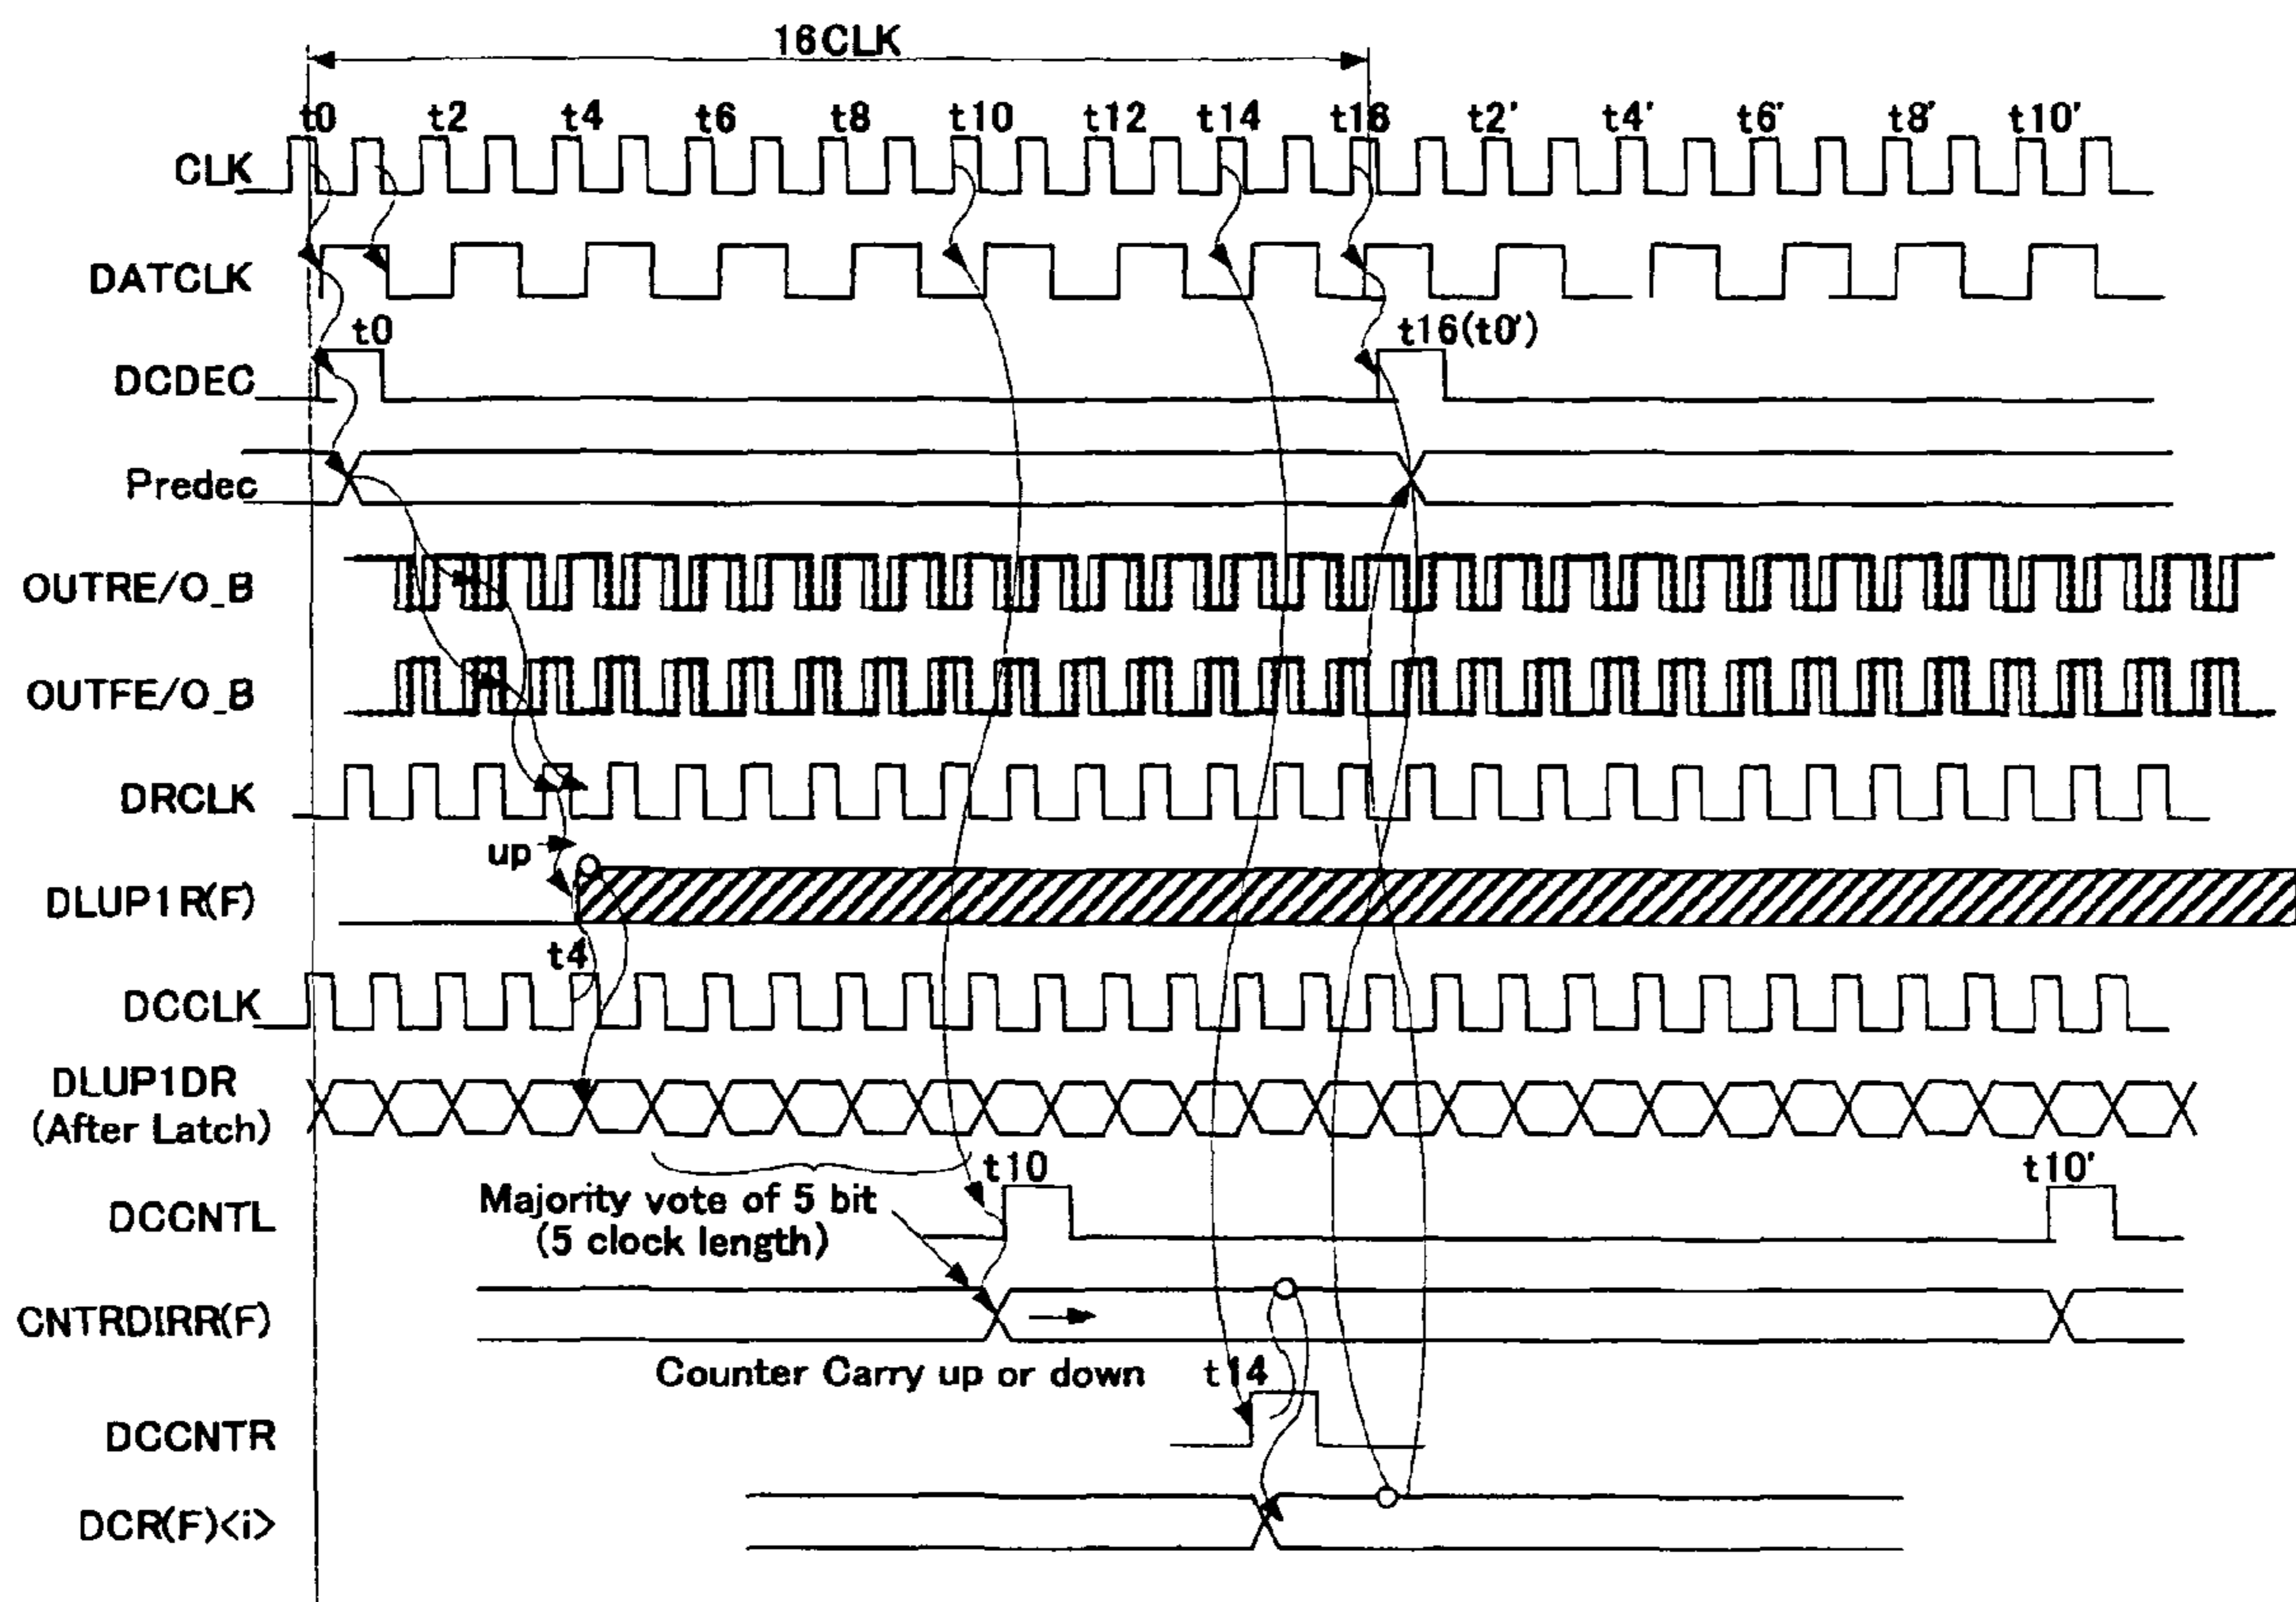 16CLK
t0 t2 t4 t6 t8 t10 t12 t14 t16 t2' t4' t6' t8' t10'
CLK
DATCLK
t0 t16(t0')
DCDEC
Predec
OUTRE/O_B
OUTFE/O_B
DRCLK
up
DLUP1R(F)
t4
DCCLK
DLUP1DR
(After Latch)
t10 t10'
Majority vote of 5 bit
(5 clock length)
DCCNTL
CNTRDIRR(F)
Counter Carry up or down t14
DCCNTR
DCR(F)<i>